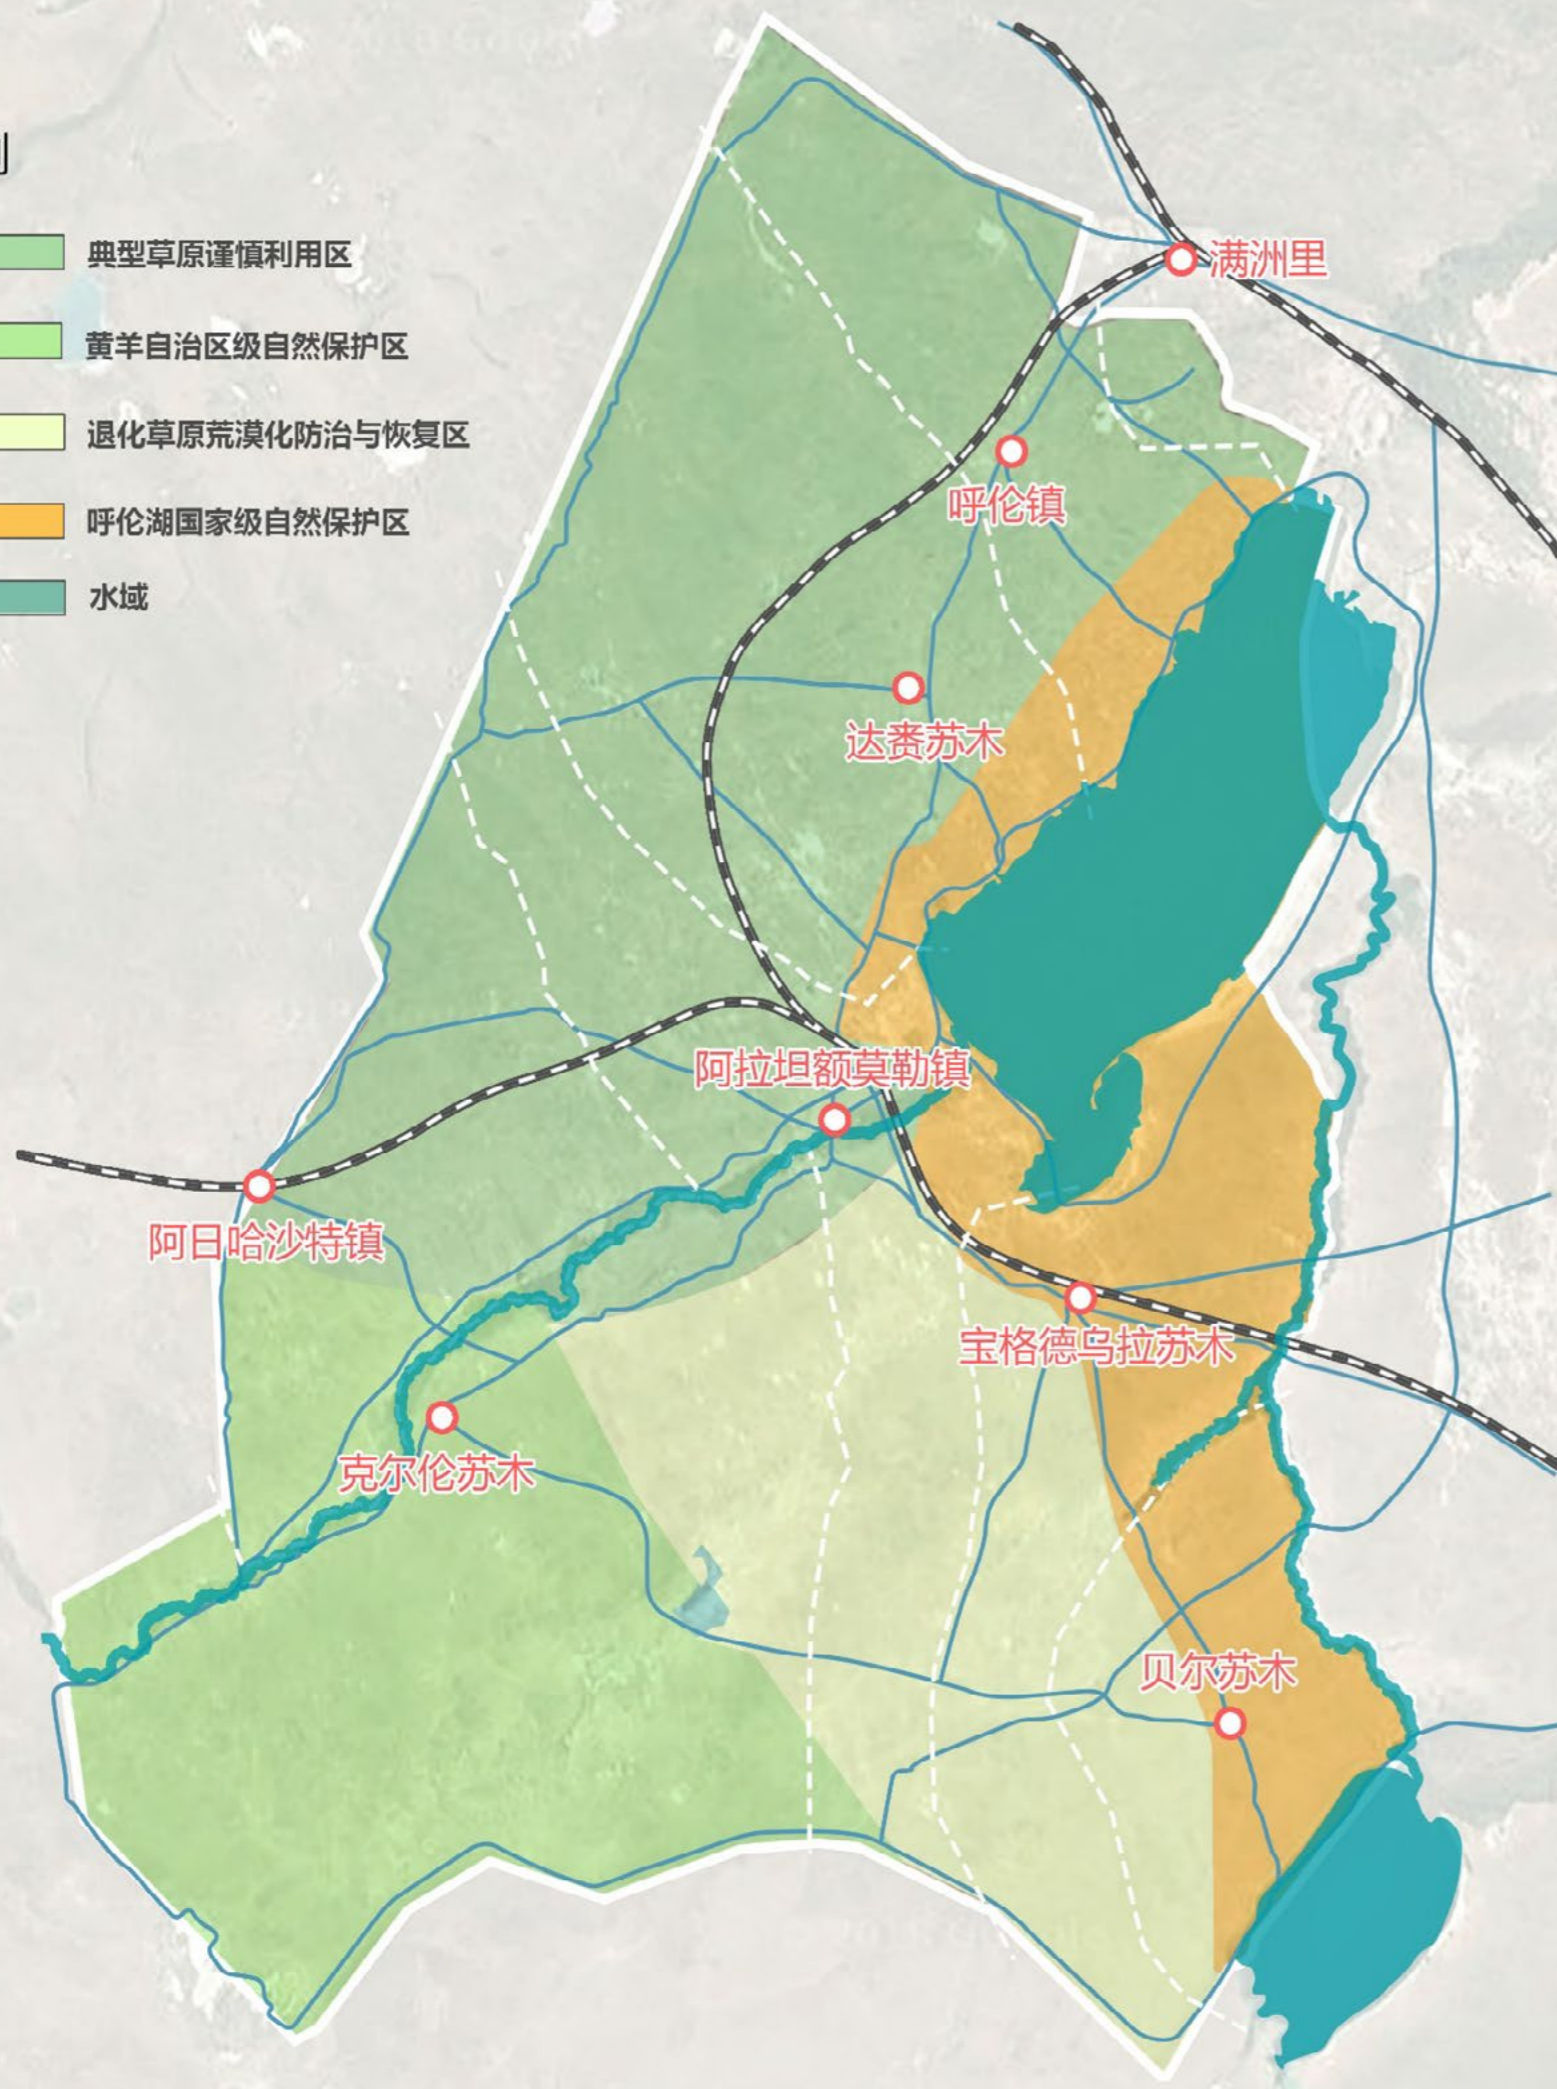 典型草原谨慎利用区
黄羊自治区级自然保护区
退化草原荒漠化防治与恢复区
呼伦湖国家级自然保护区
水域
满洲里
呼伦镇
达赉苏木
阿拉坦额莫勒镇
阿日哈沙特镇
宝格德乌拉苏木
克尔伦苏木
贝尔苏木